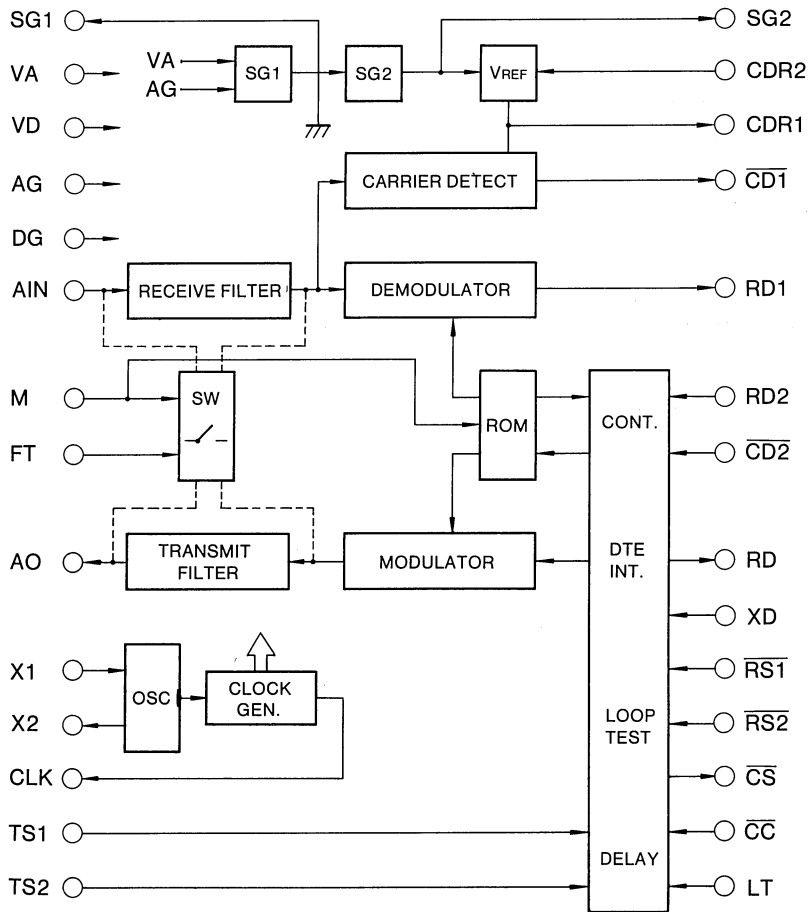 SG1
SG2
VA
VA
AG
SG1
SG2
VREF
CDR2
VD
CDR1
AG
CARRIER DETECT
CD1
DG
AIN
RECEIVE FILTER
DEMODULATOR
RD1
M
SW
ROM
CONT.
RD2
FT
CD2
AO
TRANSMIT
FILTER
MODULATOR
DTE
INT.
RD
XD
X1
OSC
CLOCK
GEN.
RS1
X2
LOOP
TEST
RS2
CLK
CS
TS1
CC
DELAY
TS2
LT